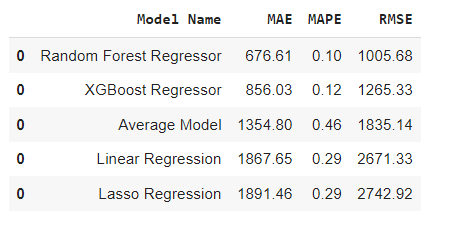 Model Name MAE MAPE RMSE
0 Random Forest Regressor 676.61 0.10 1005.68
0 XGBoost Regressor 856.03 0.12 1265.33
0 Average Model 1354.80 0.46 1835.14
0 Linear Regression 1867.65 0.29 2671.33
0 Lasso Regression 1891.46 0.29 2742.92